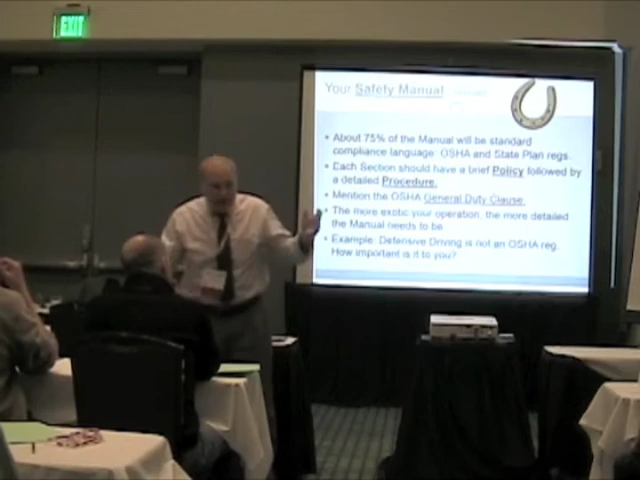 EXIT
Your Safety Manual
• About 75% of the Manual will be standard
compliance language: OSHA and State Plan regs.
• Each Section should have a brief Policy followed by
a detailed Procedure.
• Mention the OSHA General Duty Clause.
• The more exotic your operation, the more detailed
the Manual needs to be.
• Example: Defensive Driving is not an OSHA reg.
How important is it to you?